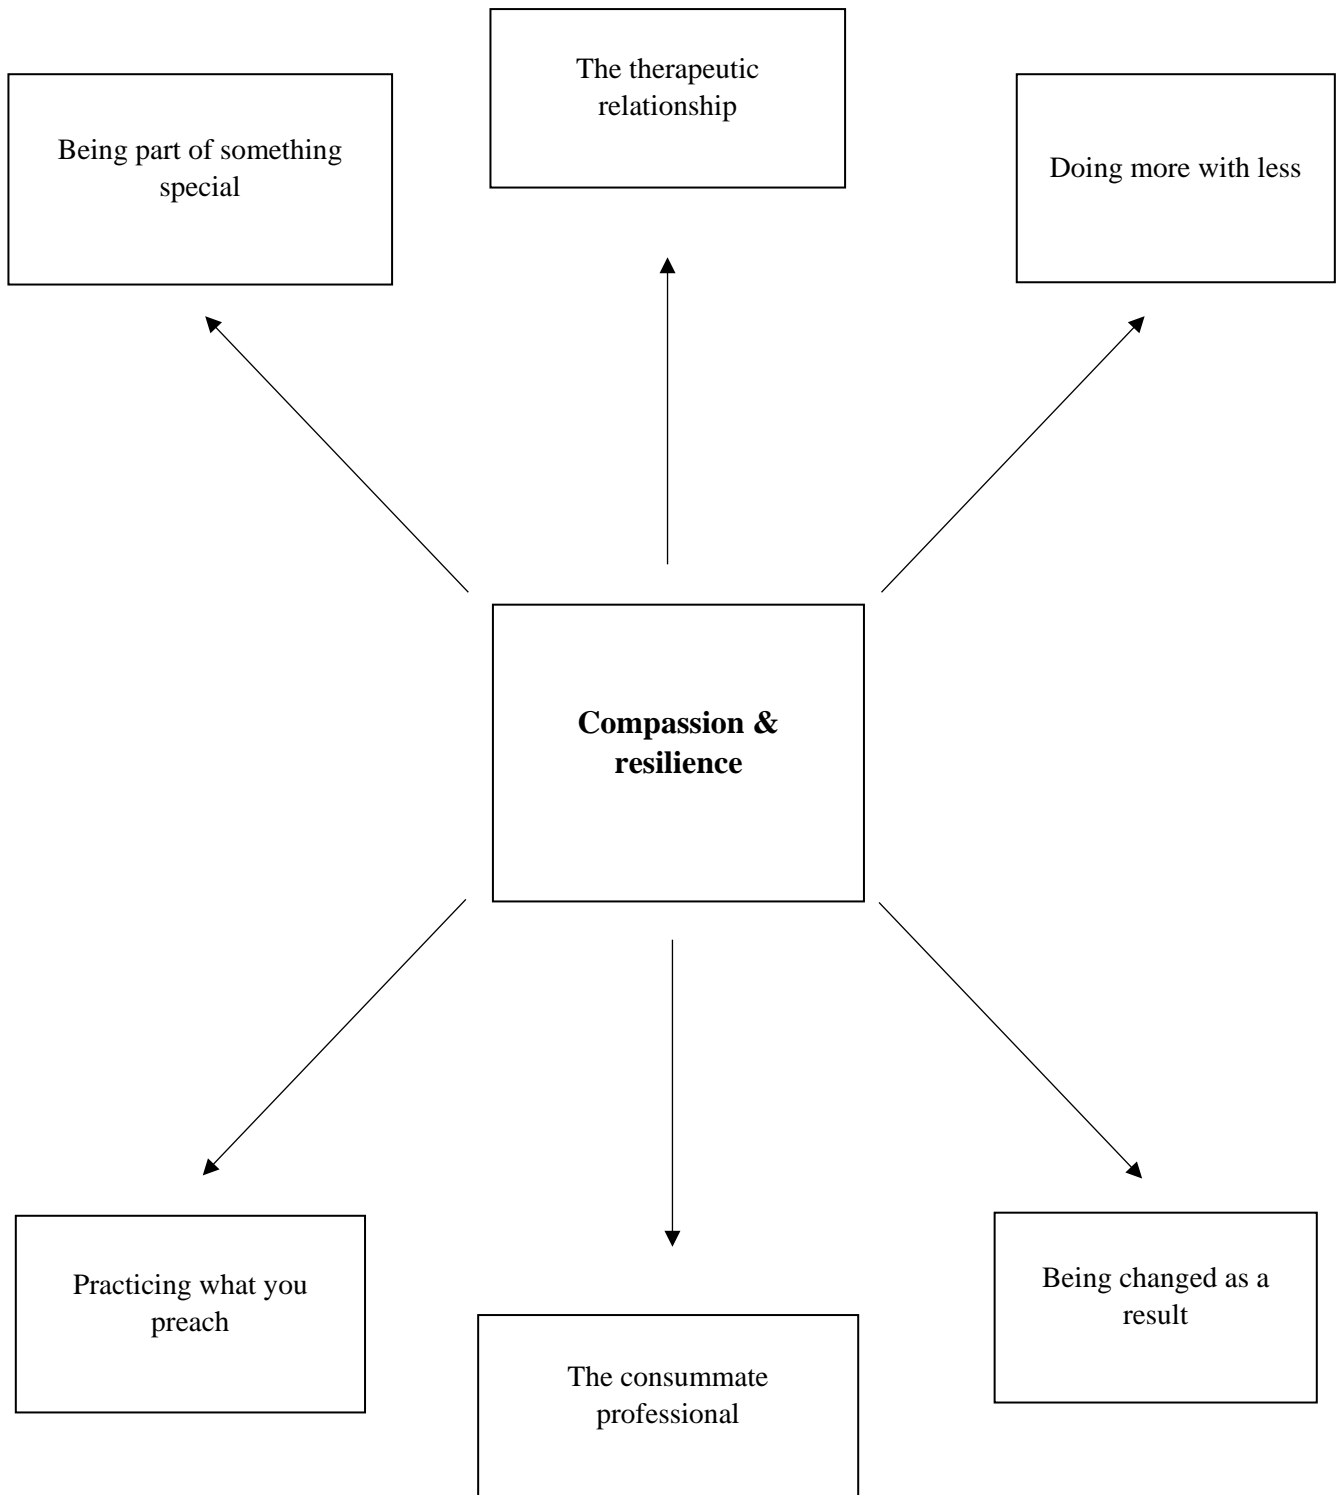 The therapeutic
relationship
Being part of something
special
Doing more with less
Compassion &
resilience
Practicing what you
preach
Being changed as a
result
The consummate
professional